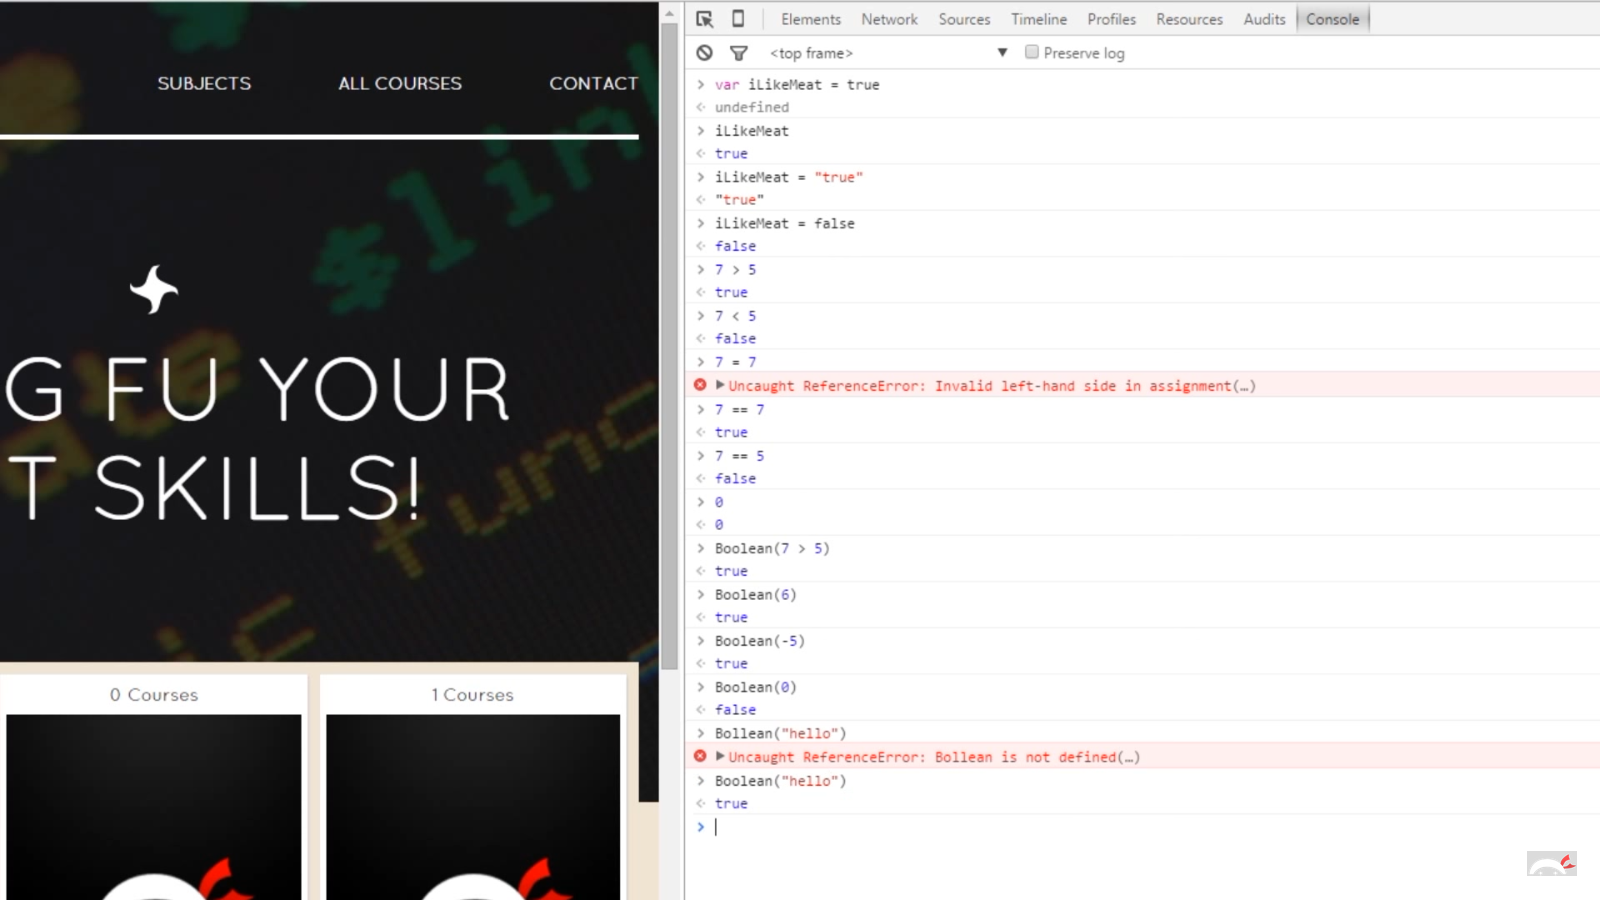 SUBJECTS ALL COURSES CONTACT
G FU YOUR
T SKILLS!
0 Courses
1 Courses
Elements Network Sources Timeline Profiles Resources Audits Console
<top frame> ▼ Preserve log
> var iLikeMeat = true
undefined
> iLikeMeat
true
> iLikeMeat = "true"
"true"
> iLikeMeat = false
false
> 7 > 5
true
> 7 < 5
false
> 7 = 7
Uncaught ReferenceError: Invalid left-hand side in assignment(…)
> 7 == 7
true
> 7 == 5
false
> 0
0
> Boolean(7 > 5)
true
> Boolean(6)
true
> Boolean(-5)
true
> Boolean(0)
false
> Bollean("hello")
Uncaught ReferenceError: Bollean is not defined(…)
> Boolean("hello")
true
>